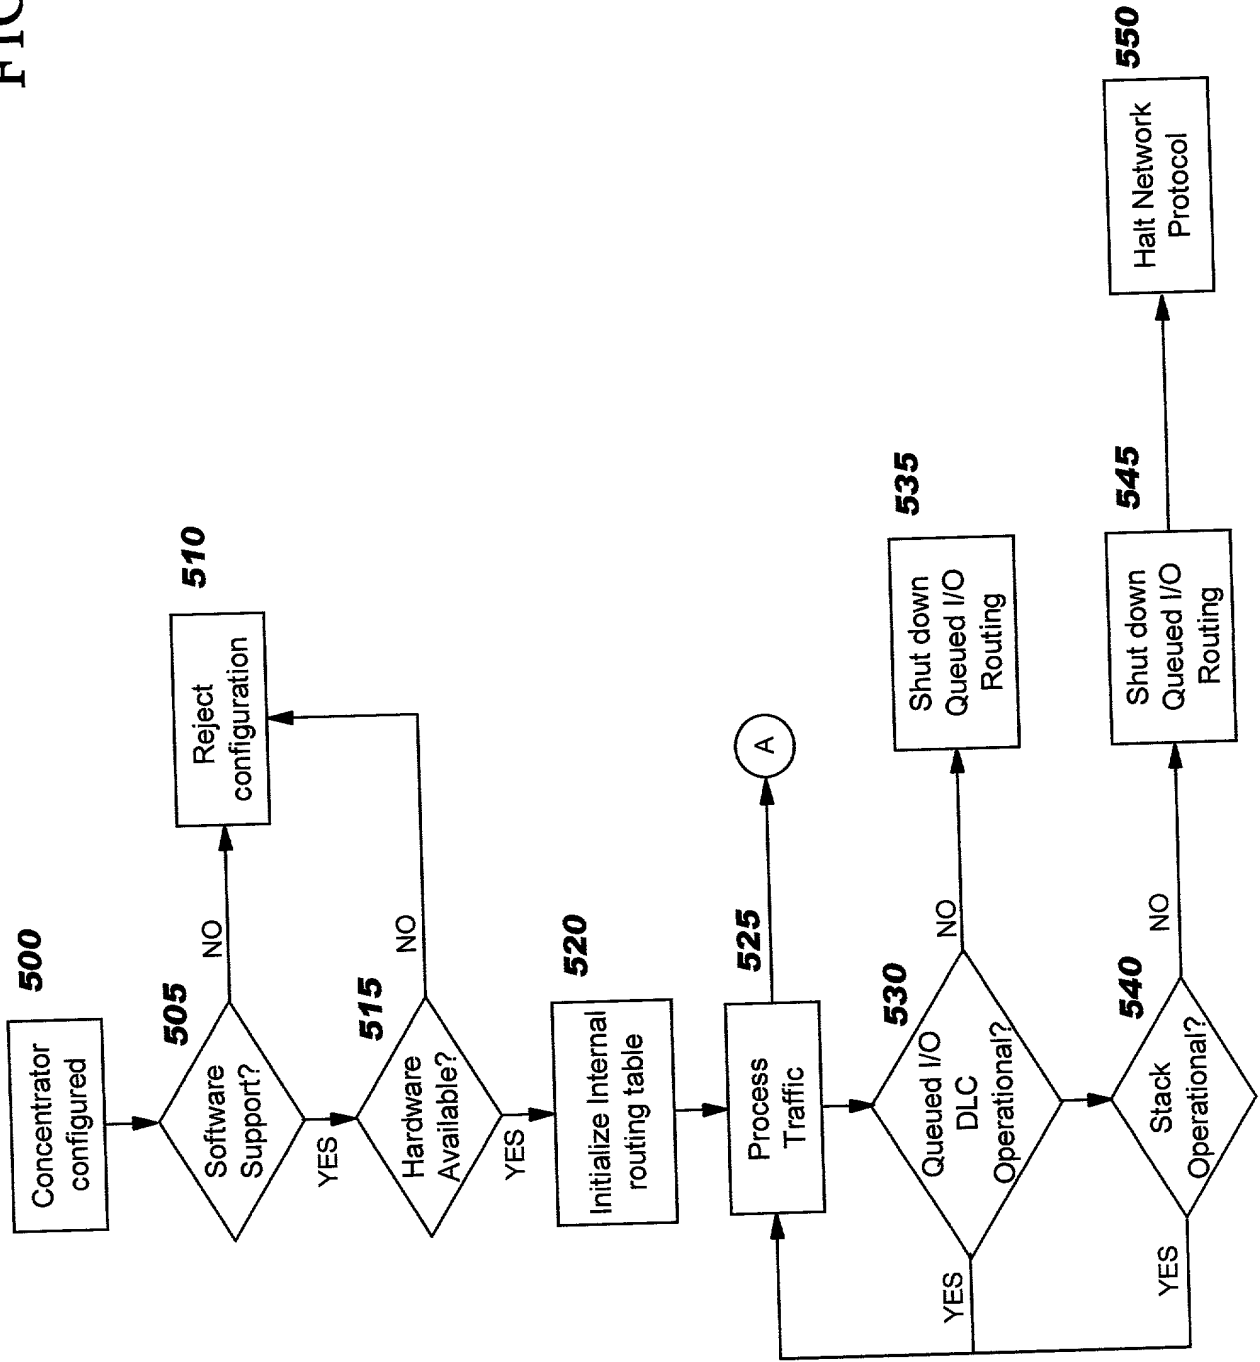 FIG
500
Concentrator
configured
505
Software
Support?
NO
YES
510
Reject
configuration
515
Hardware
Available?
NO
YES
520
Initialize Internal
routing table
525
Process
Traffic
A
530
Queued I/O
DLC
Operational?
NO
YES
535
Shut down
Queued I/O
Routing
540
Stack
Operational?
NO
YES
545
Shut down
Queued I/O
Routing
550
Halt Network
Protocol